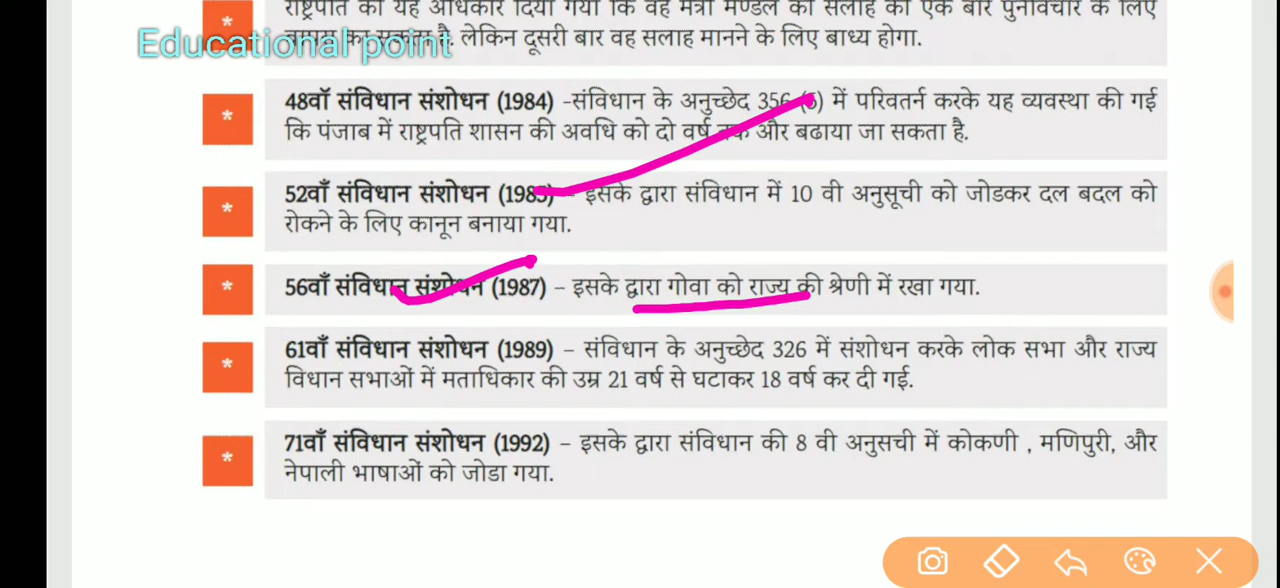 राष्ट्रपति को यह अधिकार दिया गया कि वह मंत्री मण्डल की सलाह को एक बार पुनर्विचार के लिए
Educational point
सकता है. लेकिन दूसरी बार वह सलाह मानने के लिए बाध्य होगा.
* 48वॉ संविधान संशोधन (1984) -संविधान के अनुच्छेद 356 (5) में परिवर्तन करके यह व्यवस्था की गई
कि पंजाब में राष्ट्रपति शासन की अवधि को दो वर्ष तक और बढाया जा सकता है.
* 52वाँ संविधान संशोधन (1985) – इसके द्वारा संविधान में 10 वी अनुसूची को जोडकर दल बदल को
रोकने के लिए कानून बनाया गया.
* 56वाँ संविधान संशोधन (1987) – इसके द्वारा गोवा को राज्य की श्रेणी में रखा गया.
* 61वाँ संविधान संशोधन (1989) – संविधान के अनुच्छेद 326 में संशोधन करके लोक सभा और राज्य
विधान सभाओं में मताधिकार की उम्र 21 वर्ष से घटाकर 18 वर्ष कर दी गई.
* 71वाँ संविधान संशोधन (1992) – इसके द्वारा संविधान की 8 वी अनुसची में कोकणी , मणिपुरी, और
नेपाली भाषाओं को जोडा गया.